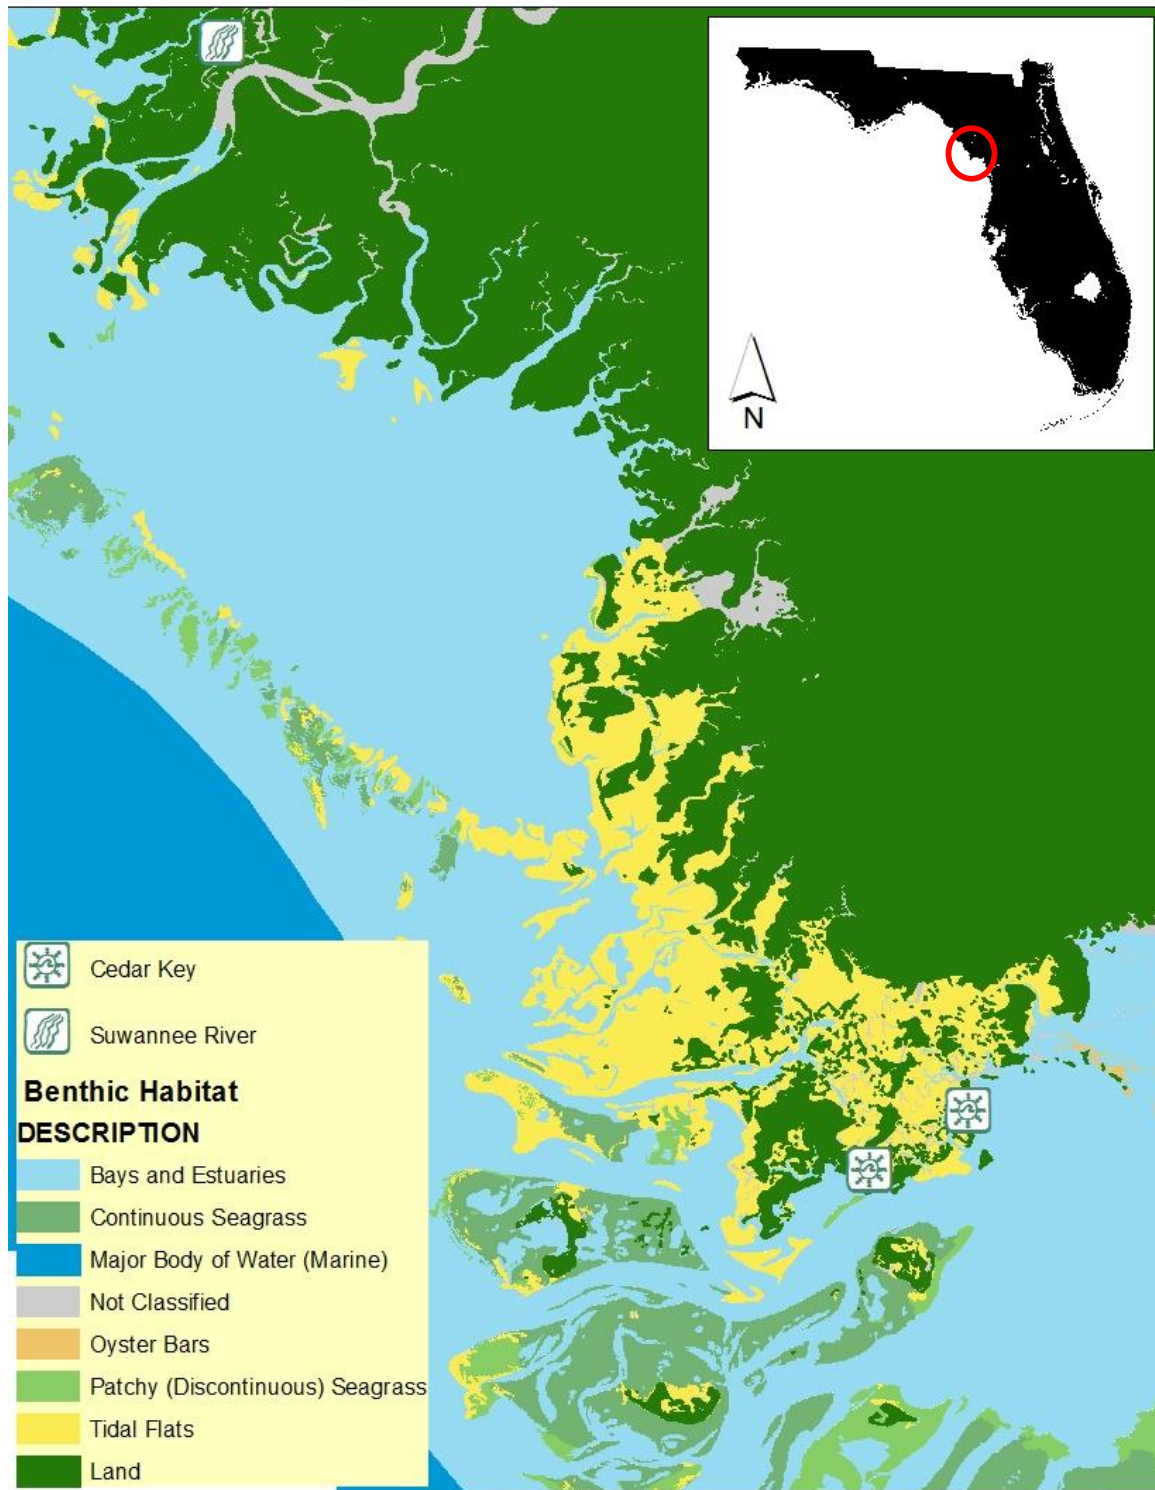 N
Cedar Key
Suwannee River
Benthic Habitat
DESCRIPTION
Bays and Estuaries
Continuous Seagrass
Major Body of Water (Marine)
Not Classified
Oyster Bars
Patchy (Discontinuous) Seagrass
Tidal Flats
Land